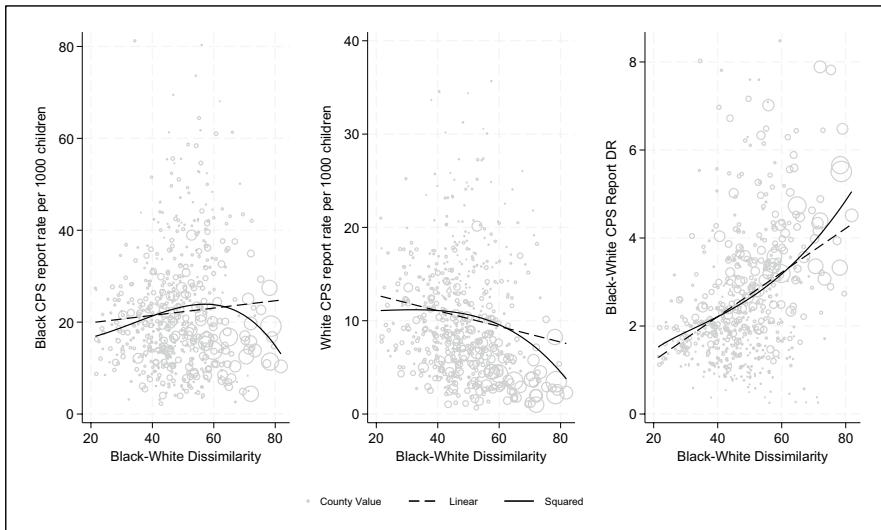 Black CPS report rate per 1000 children
80
60
40
20
0
20 40 60 80
Black-White Dissimilarity
White CPS report rate per 1000 children
40
30
20
10
0
20 40 60 80
Black-White Dissimilarity
Black-White CPS Report DR
8
6
4
2
0
20 40 60 80
Black-White Dissimilarity
County Value Linear Squared